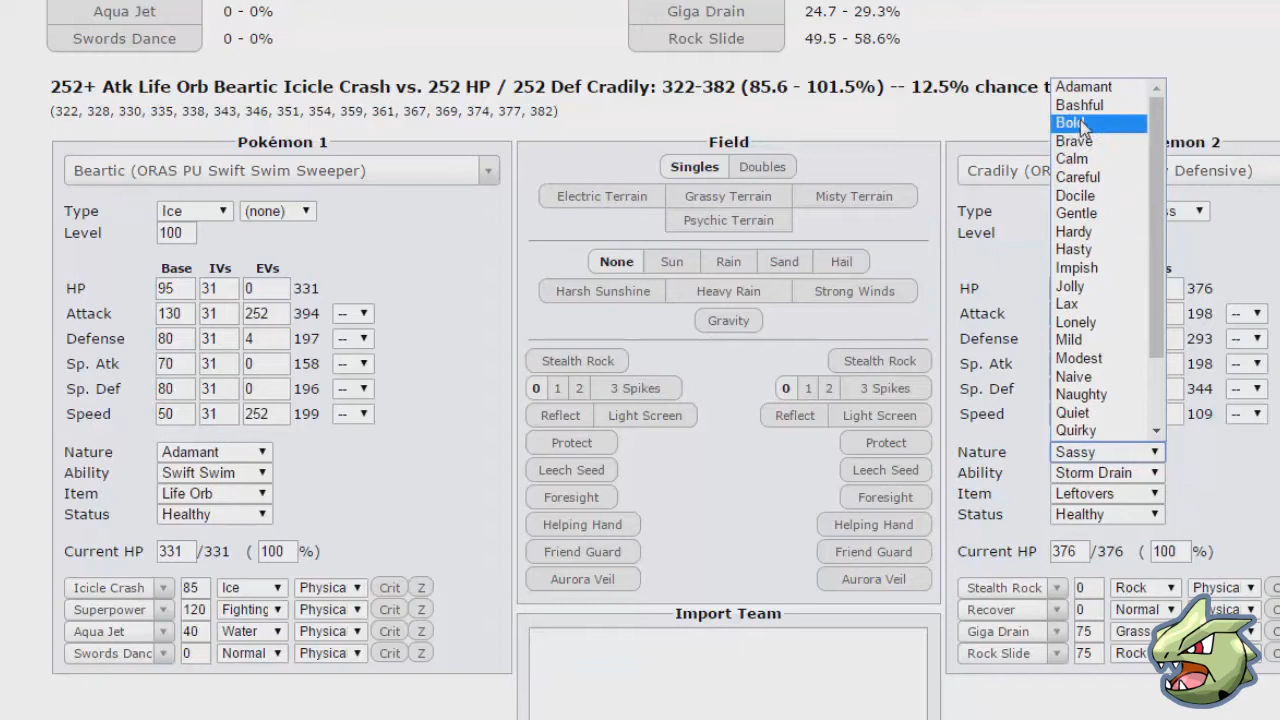 Aqua Jet 0 - 0% Giga Drain 24.7 - 29.3%
Swords Dance 0 - 0% Rock Slide 49.5 - 58.6%
252+ Atk Life Orb Beartic Icicle Crash vs. 252 HP / 252 Def Cradily: 322-382 (85.6 - 101.5%) -- 12.5% chance t
(322, 328, 330, 335, 338, 343, 346, 351, 354, 359, 361, 367, 369, 374, 377, 382)
Pokémon 1
Beartic (ORAS PU Swift Swim Sweeper)
Type Ice (none)
Level 100
Base IVs EVs
HP 95 31 0 331
Attack 130 31 252 394 --
Defense 80 31 4 197 --
Sp. Atk 70 31 0 158 --
Sp. Def 80 31 0 196 --
Speed 50 31 252 199 --
Nature Adamant
Ability Swift Swim
Item Life Orb
Status Healthy
Current HP 331 /331 ( 100 %)
Icicle Crash 85 Ice Physica Crit Z
Superpower 120 Fighting Physica Crit Z
Aqua Jet 40 Water Physica Crit Z
Swords Danc 0 Normal Physica Crit Z
Field
Singles Doubles
Electric Terrain Grassy Terrain Misty Terrain
Psychic Terrain
None Sun Rain Sand Hail
Harsh Sunshine Heavy Rain Strong Winds
Gravity
Stealth Rock Stealth Rock
0 1 2 3 Spikes 0 1 2 3 Spikes
Reflect Light Screen Reflect Light Screen
Protect Protect
Leech Seed Leech Seed
Foresight Foresight
Helping Hand Helping Hand
Friend Guard Friend Guard
Aurora Veil Aurora Veil
Import Team
mon 2
Cradily (OR Defensive)
Type ss
Level
s
HP 376
Attack 198 --
Defense 293 --
Sp. Atk 198 --
Sp. Def 344 --
Speed 109 --
Adamant
Bashful
Bold
Brave
Calm
Careful
Docile
Gentle
Hardy
Hasty
Impish
Jolly
Lax
Lonely
Mild
Modest
Naive
Naughty
Quiet
Quirky
Nature Sassy
Ability Storm Drain
Item Leftovers
Status Healthy
Current HP 376 /376 ( 100 %)
Stealth Rock 0 Rock Physica
Recover 0 Normal Physica
Giga Drain 75 Grass
Rock Slide 75 Rock